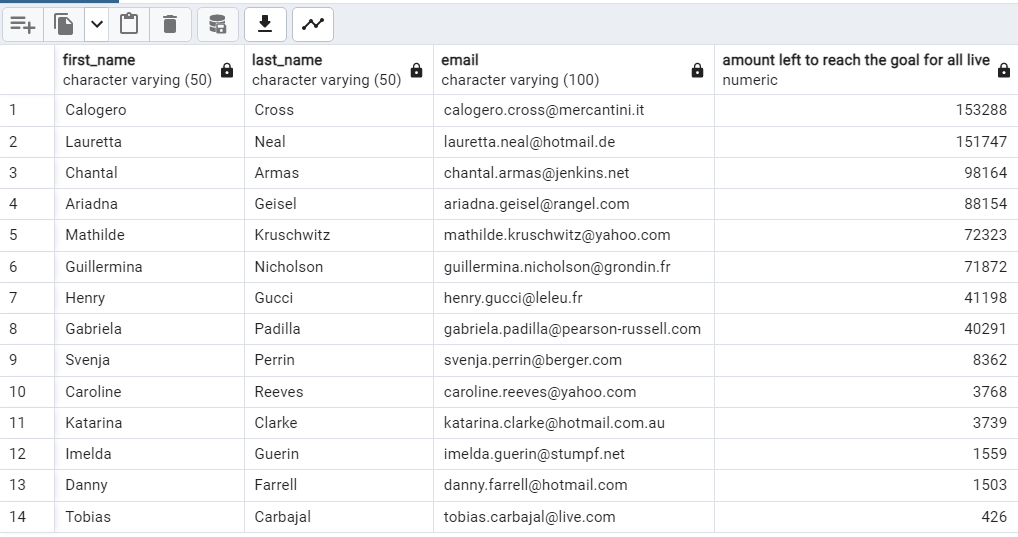 first_name last_name email amount left to reach the goal for all live
character varying (50) character varying (50) character varying (100) numeric
1 Calogero Cross calogero.cross@mercantini.it 153288
2 Lauretta Neal lauretta.neal@hotmail.de 151747
3 Chantal Armas chantal.armas@jenkins.net 98164
4 Ariadna Geisel ariadna.geisel@rangel.com 88154
5 Mathilde Kruschwitz mathilde.kruschwitz@yahoo.com 72323
6 Guillermina Nicholson guillermina.nicholson@grondin.fr 71872
7 Henry Gucci henry.gucci@leleu.fr 41198
8 Gabriela Padilla gabriela.padilla@pearson-russell.com 40291
9 Svenja Perrin svenja.perrin@berger.com 8362
10 Caroline Reeves caroline.reeves@yahoo.com 3768
11 Katarina Clarke katarina.clarke@hotmail.com.au 3739
12 Imelda Guerin imelda.guerin@stumpf.net 1559
13 Danny Farrell danny.farrell@hotmail.com 1503
14 Tobias Carbajal tobias.carbajal@live.com 426